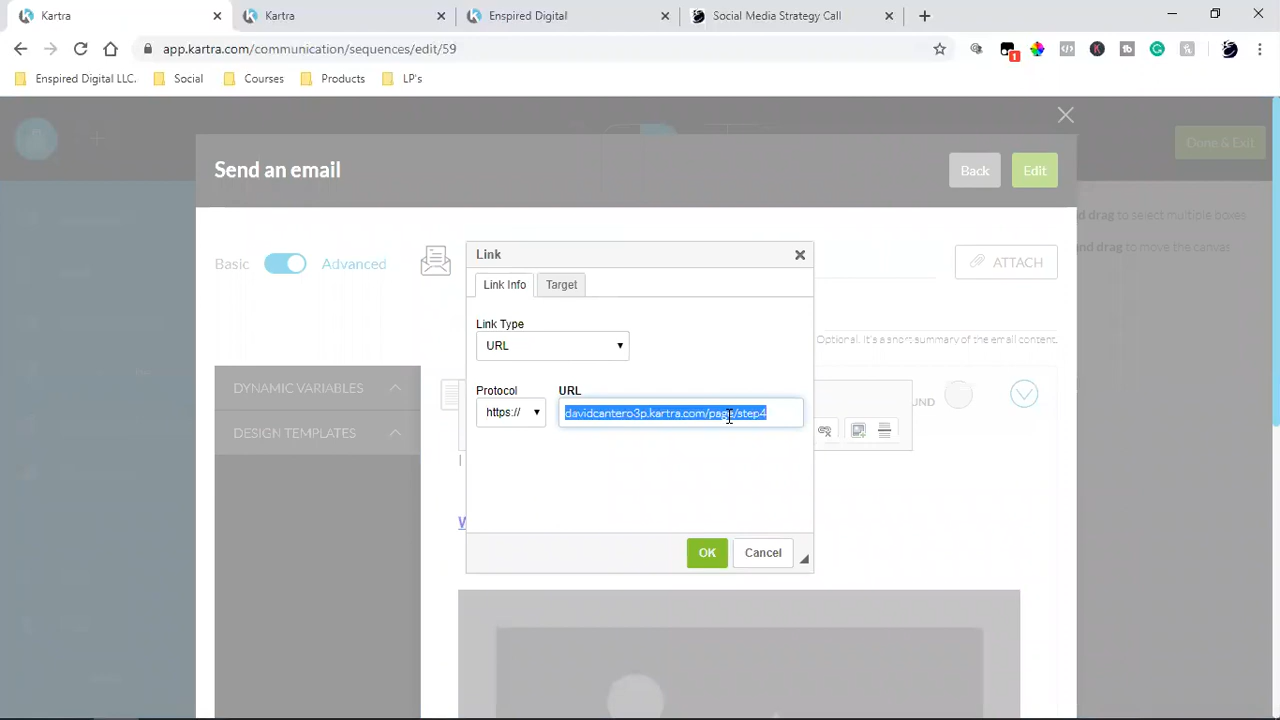 Kartra
Kartra
Enspired Digital
Social Media Strategy Call
app.kartra.com/communication/sequences/edit/59
1
Enspired Digital LLC.
Social
Courses
Products
LP's
Done & Exit
Send an email
Back
Edit
nd drag to select multiple boxes
and drag to move the canvas
Basic
Advanced
ATTACH
Link
Link Info
Target
Link Type
URL
Optional. It's a short summary of the email content.
DYNAMIC VARIABLES
DESIGN TEMPLATES
Protocol
URL
https://
davidcantero3p.kartra.com/page/step4
UND
OK
Cancel